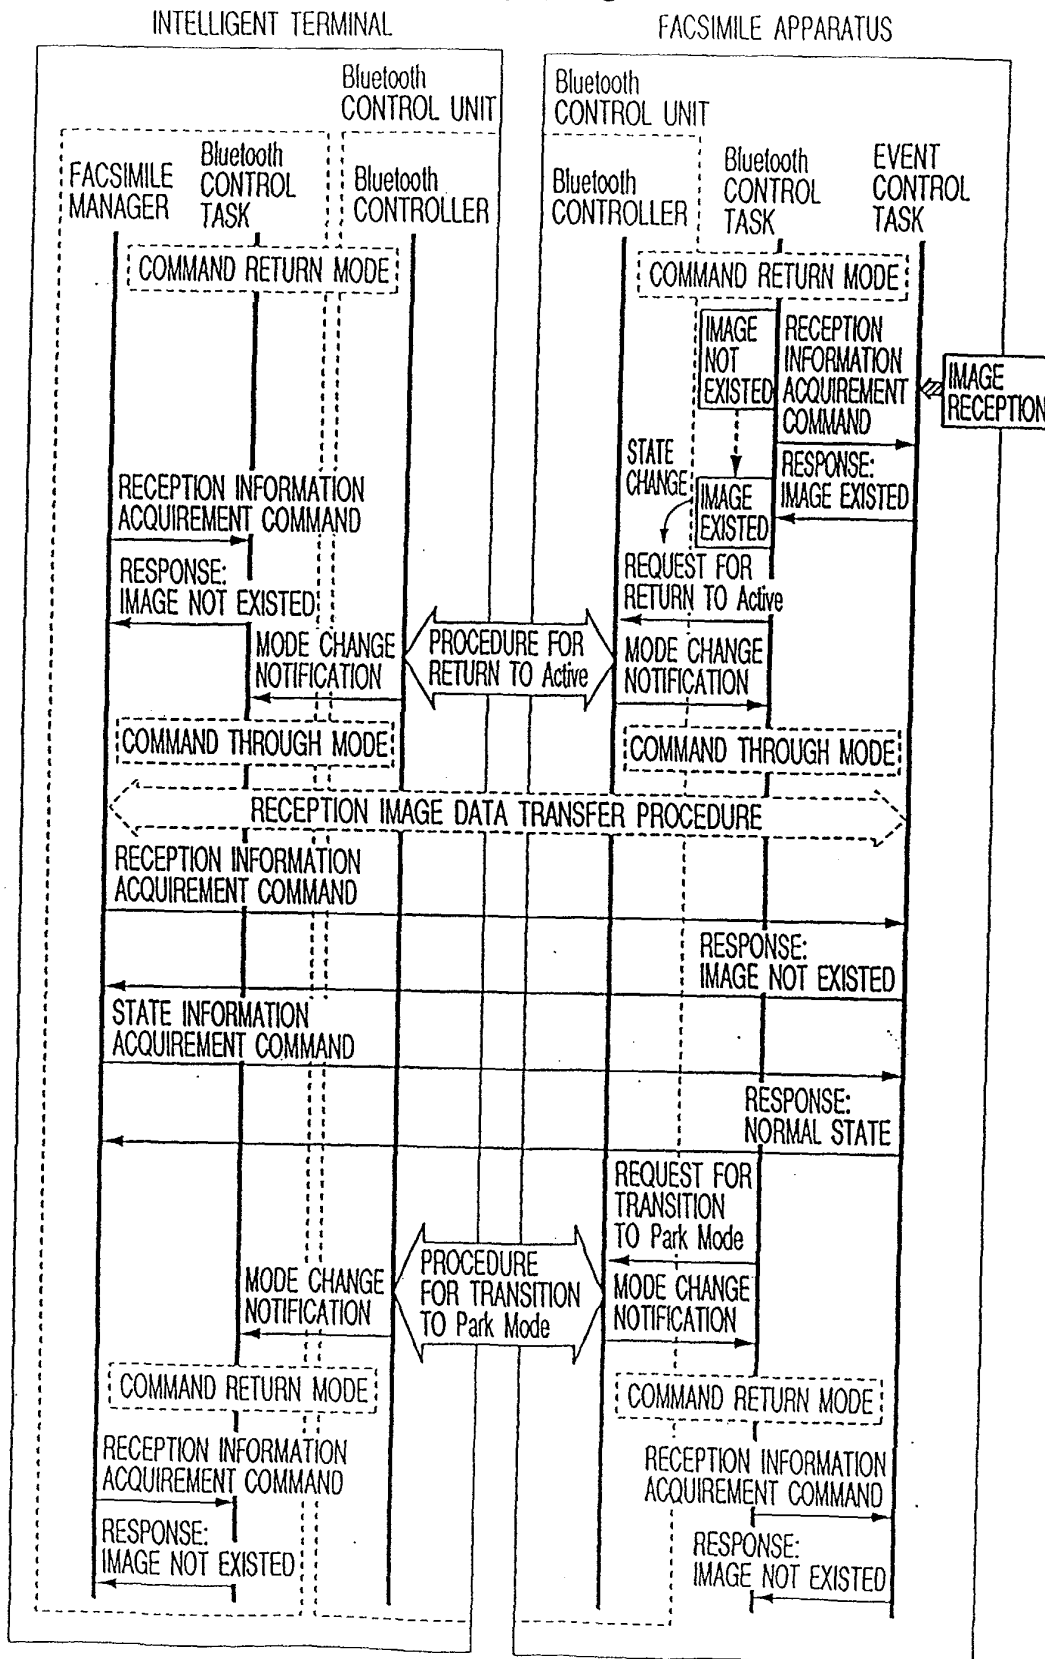 INTELLIGENT TERMINAL
FACSIMILE APPARATUS
Bluetooth
CONTROL UNIT
Bluetooth
CONTROL UNIT
FACSIMILE
MANAGER
Bluetooth
CONTROL
TASK
Bluetooth
CONTROLLER
Bluetooth
CONTROLLER
Bluetooth
CONTROL
TASK
EVENT
CONTROL
TASK
COMMAND RETURN MODE
COMMAND RETURN MODE
IMAGE
NOT
EXISTED
RECEPTION
INFORMATION
ACQUIREMENT
COMMAND
IMAGE
RECEPTION
STATE
CHANGE
IMAGE
EXISTED
RESPONSE:
IMAGE EXISTED
RECEPTION INFORMATION
ACQUIREMENT COMMAND
RESPONSE:
IMAGE NOT EXISTED
REQUEST FOR
RETURN TO Active
MODE CHANGE
NOTIFICATION
PROCEDURE FOR
RETURN TO Active
MODE CHANGE
NOTIFICATION
COMMAND THROUGH MODE
COMMAND THROUGH MODE
RECEPTION IMAGE DATA TRANSFER PROCEDURE
RECEPTION INFORMATION
ACQUIREMENT COMMAND
RESPONSE:
IMAGE NOT EXISTED
STATE INFORMATION
ACQUIREMENT COMMAND
RESPONSE:
NORMAL STATE
REQUEST FOR
TRANSITION
TO Park Mode
MODE CHANGE
NOTIFICATION
PROCEDURE
FOR TRANSITION
TO Park Mode
MODE CHANGE
NOTIFICATION
COMMAND RETURN MODE
COMMAND RETURN MODE
RECEPTION INFORMATION
ACQUIREMENT COMMAND
RECEPTION INFORMATION
ACQUIREMENT COMMAND
RESPONSE:
IMAGE NOT EXISTED
RESPONSE:
IMAGE NOT EXISTED